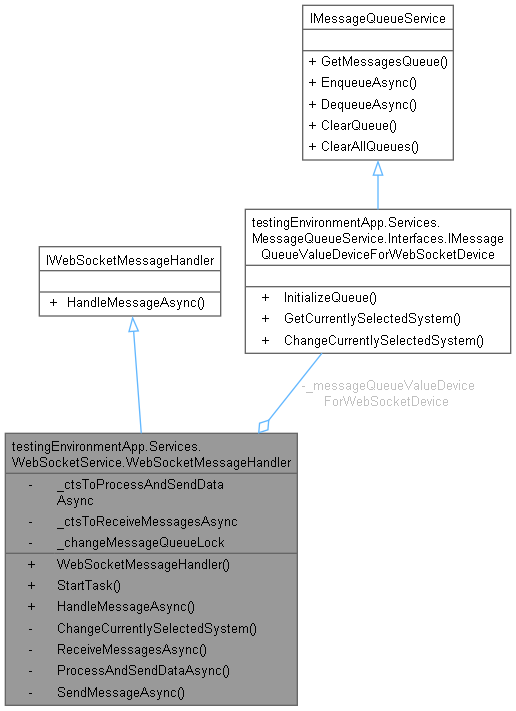 IMessageQueueService
+ GetMessagesQueue()
+ EnqueueAsync()
+ DequeueAsync()
+ ClearQueue()
+ ClearAllQueues()
testingEnvironmentApp.Services.
MessageQueueService.Interfaces.IMessage
QueueValueDeviceForWebSocketDevice
+ InitializeQueue()
+ GetCurrentlySelectedSystem()
+ ChangeCurrentlySelectedSystem()
IWebSocketMessageHandler
+ HandleMessageAsync()
-_messageQueueValueDevice
ForWebSocketDevice
testingEnvironmentApp.Services.
WebSocketService.WebSocketMessageHandler
- _ctsToProcessAndSendData
Async
- _ctsToReceiveMessagesAsync
- _changeMessageQueueLock
+ WebSocketMessageHandler()
+ StartTask()
+ HandleMessageAsync()
- ChangeCurrentlySelectedSystem()
- ReceiveMessagesAsync()
- ProcessAndSendDataAsync()
- SendMessageAsync()